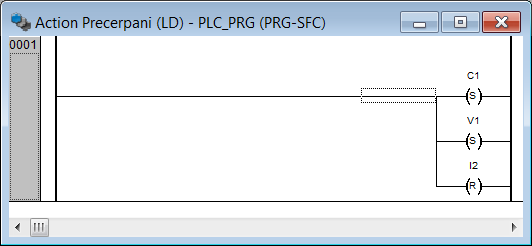 Action Precerpani (LD) - PLC_PRG (PRG-SFC)
0001
C1
S
V1
S
I2
R